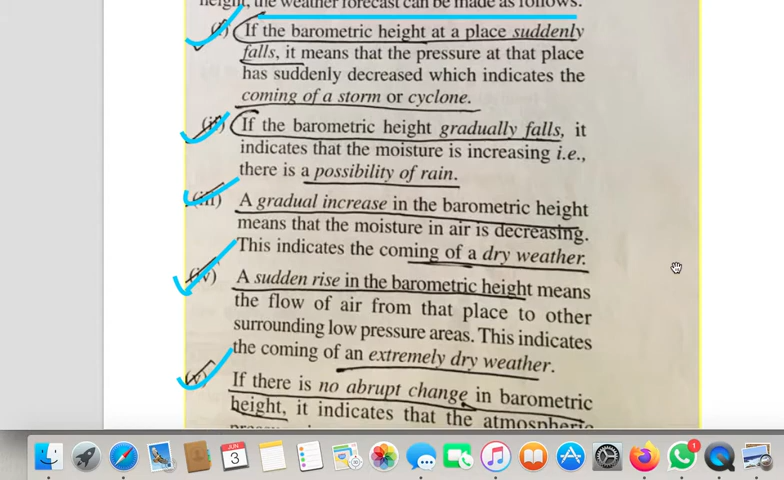 height, the weather forecast can be made as follows.
(i) If the barometric height at a place suddenly
falls, it means that the pressure at that place
has suddenly decreased which indicates the
coming of a storm or cyclone.
(ii) If the barometric height gradually falls, it
indicates that the moisture is increasing i.e.,
there is a possibility of rain.
(iii) A gradual increase in the barometric height
means that the moisture in air is decreasing.
This indicates the coming of a dry weather.
(iv) A sudden rise in the barometric height means
the flow of air from that place to other
surrounding low pressure areas. This indicates
the coming of an extremely dry weather.
(v) If there is no abrupt change in barometric
height, it indicates that the atmospheric
JUN
3
1